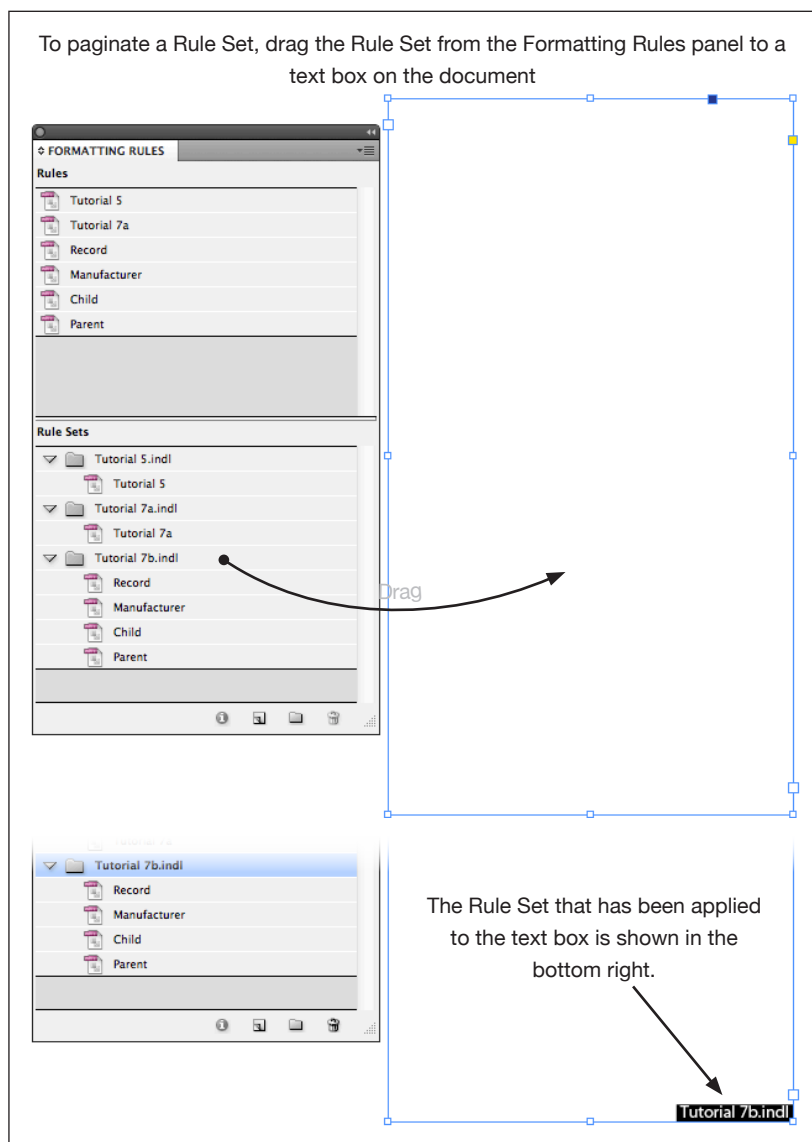 To paginate a Rule Set, drag the Rule Set from the Formatting Rules panel to a
text box on the document
FORMATTING RULES
Rules
Tutorial 5
Tutorial 7a
Record
Manufacturer
Child
Parent
Rule Sets
Tutorial 5.indl
Tutorial 5
Tutorial 7a.indl
Tutorial 7a
Tutorial 7b.indl
Record
Manufacturer
Child
Parent
Drag
Tutorial 7a
Tutorial 7b.indl
Record
Manufacturer
Child
Parent
The Rule Set that has been applied
to the text box is shown in the
bottom right.
Tutorial 7b.indl